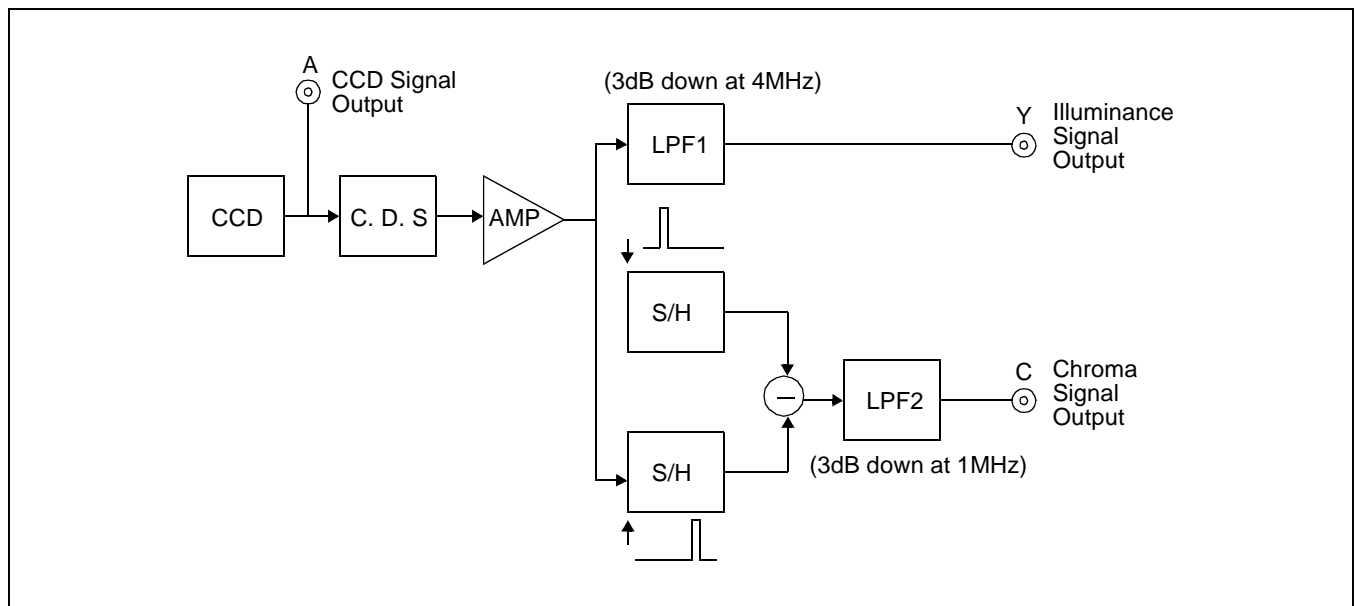 A
CCD Signal
Output
(3dB down at 4MHz)
LPF1
Y
Illuminance
Signal
Output
CCD
C. D. S
AMP
S/H
C
Chroma
Signal
Output
LPF2
(3dB down at 1MHz)
S/H